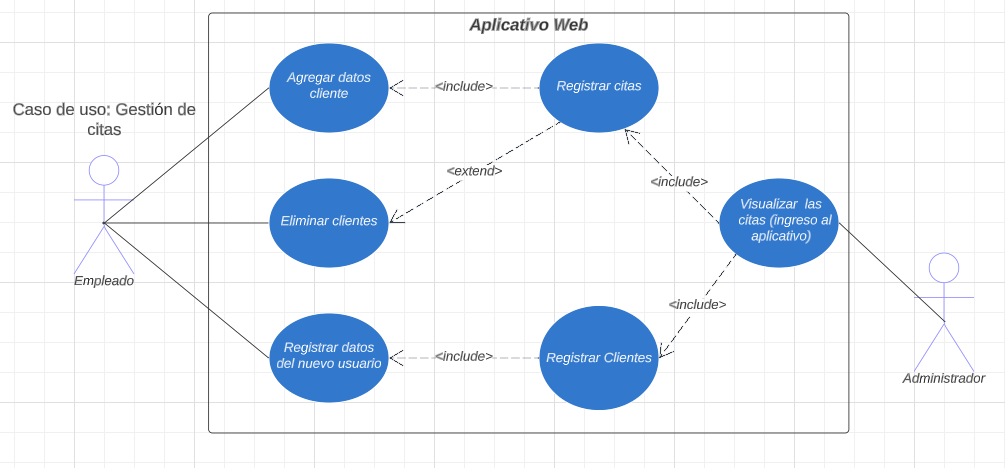 Aplicativo Web
Caso de uso: Gestión de
citas
Empleado
Agregar datos
cliente
<include>
Registrar citas
<extend>
Eliminar clientes
<include>
Visualizar las
citas (ingreso al
aplicativo)
<include>
Registrar datos
del nuevo usuario
<include>
Registrar Clientes
Administrador